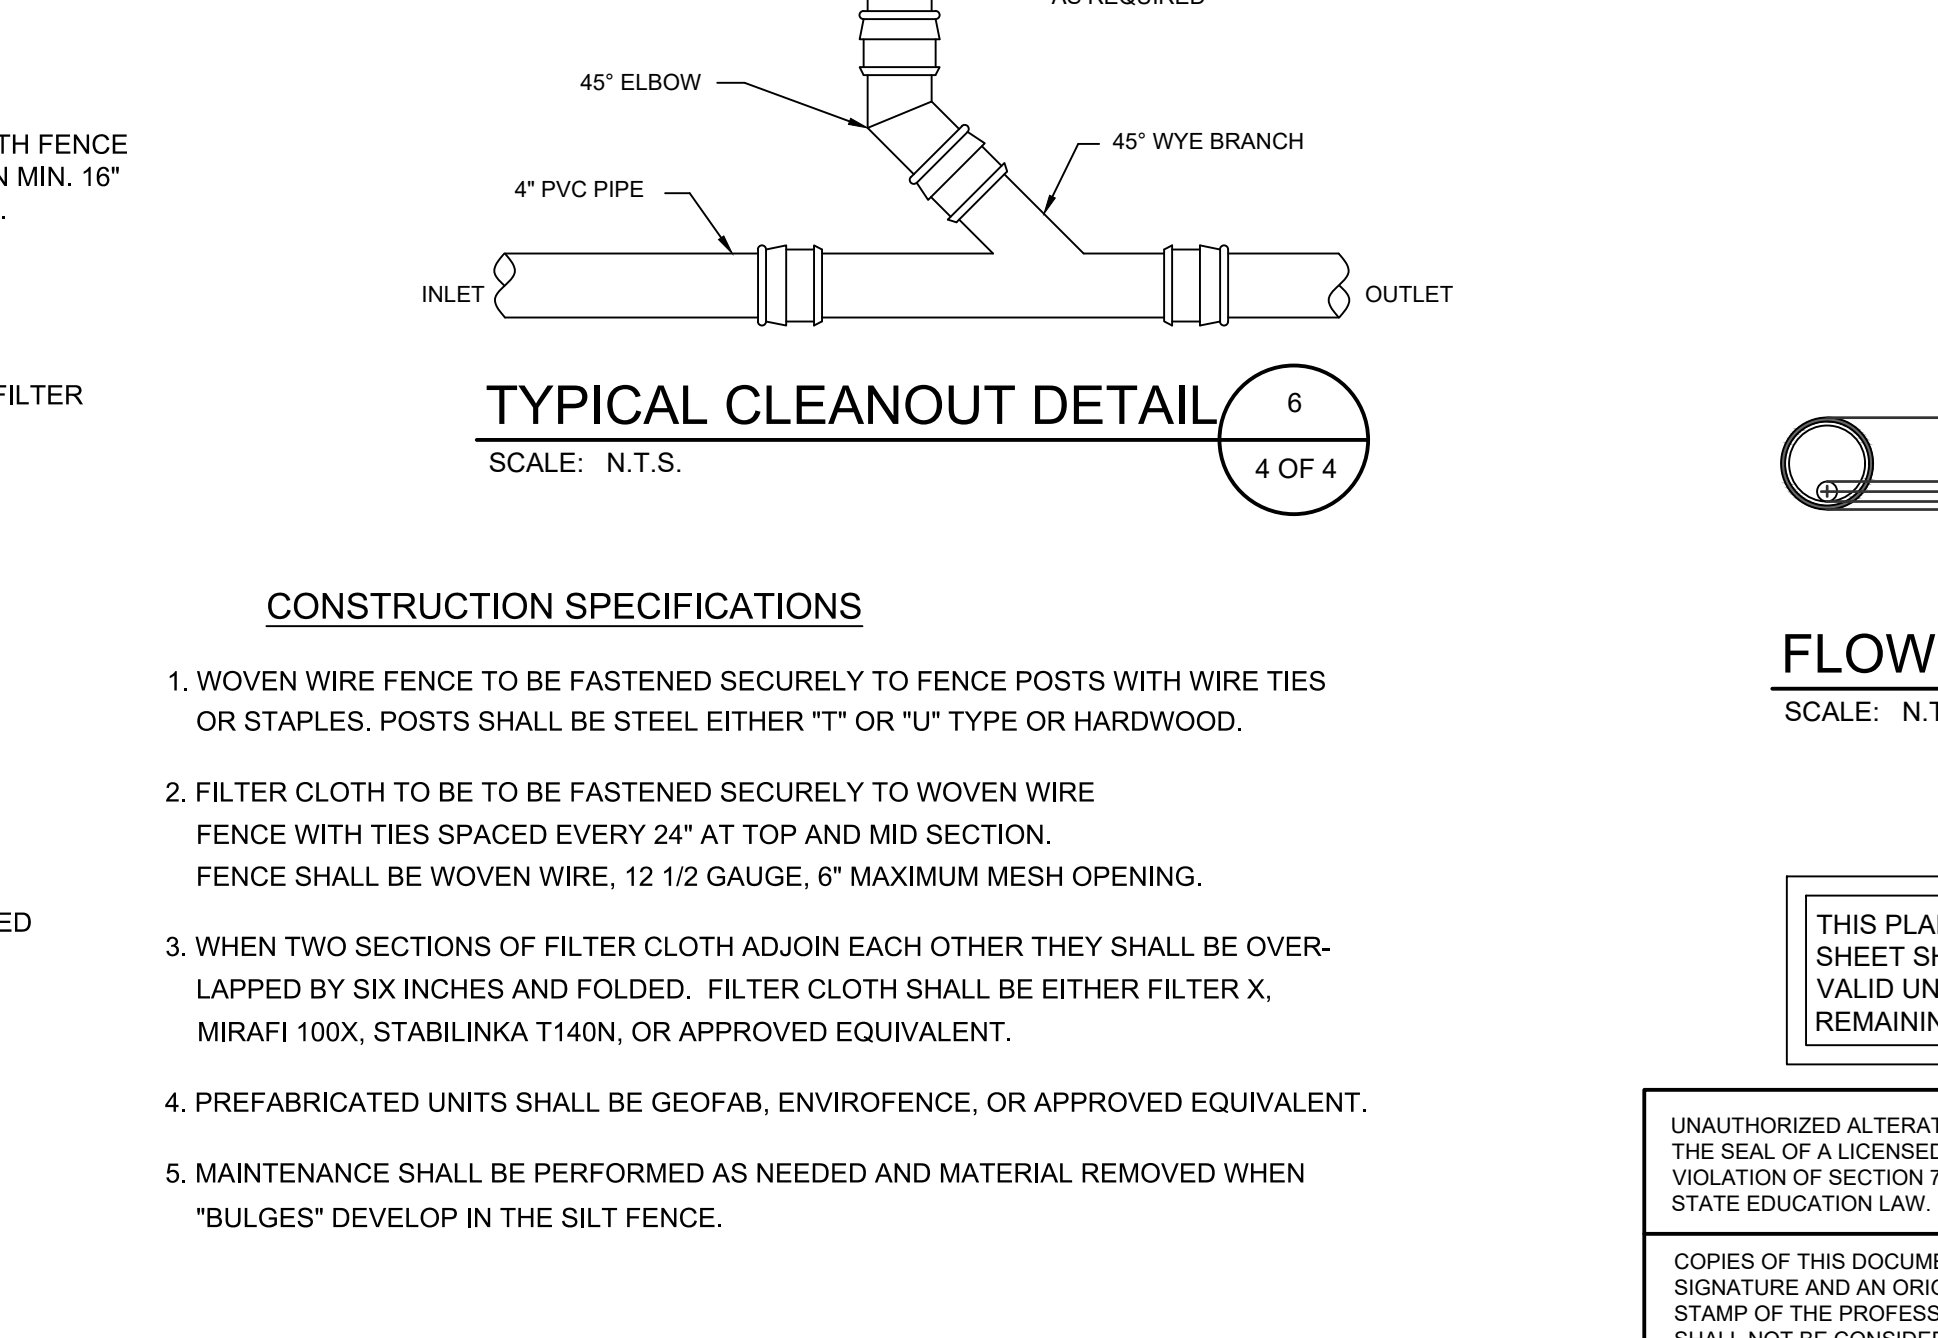 AS REQUIRED
45° ELBOW
45° WYE BRANCH
4" PVC PIPE
INLET
OUTLET
TYPICAL CLEANOUT DETAIL
6
4 OF 4
SCALE: N.T.S.
FENCE
MIN. 16"
FILTER
CONSTRUCTION SPECIFICATIONS
1. WOVEN WIRE FENCE TO BE FASTENED SECURELY TO FENCE POSTS WITH WIRE TIES
OR STAPLES. POSTS SHALL BE STEEL EITHER "T" OR "U" TYPE OR HARDWOOD.
2. FILTER CLOTH TO BE TO BE FASTENED SECURELY TO WOVEN WIRE
FENCE WITH TIES SPACED EVERY 24" AT TOP AND MID SECTION.
FENCE SHALL BE WOVEN WIRE, 12 1/2 GAUGE, 6" MAXIMUM MESH OPENING.
3. WHEN TWO SECTIONS OF FILTER CLOTH ADJOIN EACH OTHER THEY SHALL BE OVER-
LAPPED BY SIX INCHES AND FOLDED. FILTER CLOTH SHALL BE EITHER FILTER X,
MIRAFI 100X, STABILINKA T140N, OR APPROVED EQUIVALENT.
4. PREFABRICATED UNITS SHALL BE GEOFAB, ENVIROFENCE, OR APPROVED EQUIVALENT.
5. MAINTENANCE SHALL BE PERFORMED AS NEEDED AND MATERIAL REMOVED WHEN
"BULGES" DEVELOP IN THE SILT FENCE.
FLOW
SCALE: N.T
THIS PLA
SHEET SH
VALID UN
REMAININ
UNAUTHORIZED ALTERAT
THE SEAL OF A LICENSED
VIOLATION OF SECTION 7
STATE EDUCATION LAW.
COPIES OF THIS DOCUME
SIGNATURE AND AN ORIG
STAMP OF THE PROFESS
SHALL NOT BE CONSIDER